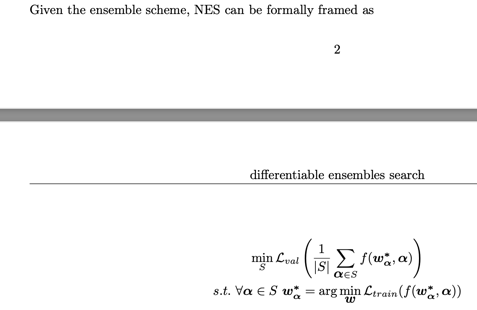 Given the ensemble scheme, NES can be formally framed as
2
differentiable ensembles search
min_S 𝓛_val ( 1/|S| ∑_{α∈S} f(w*_α, α) )
s.t. ∀α ∈ S w*_α = arg min_w 𝓛_train(f(w*_α, α))